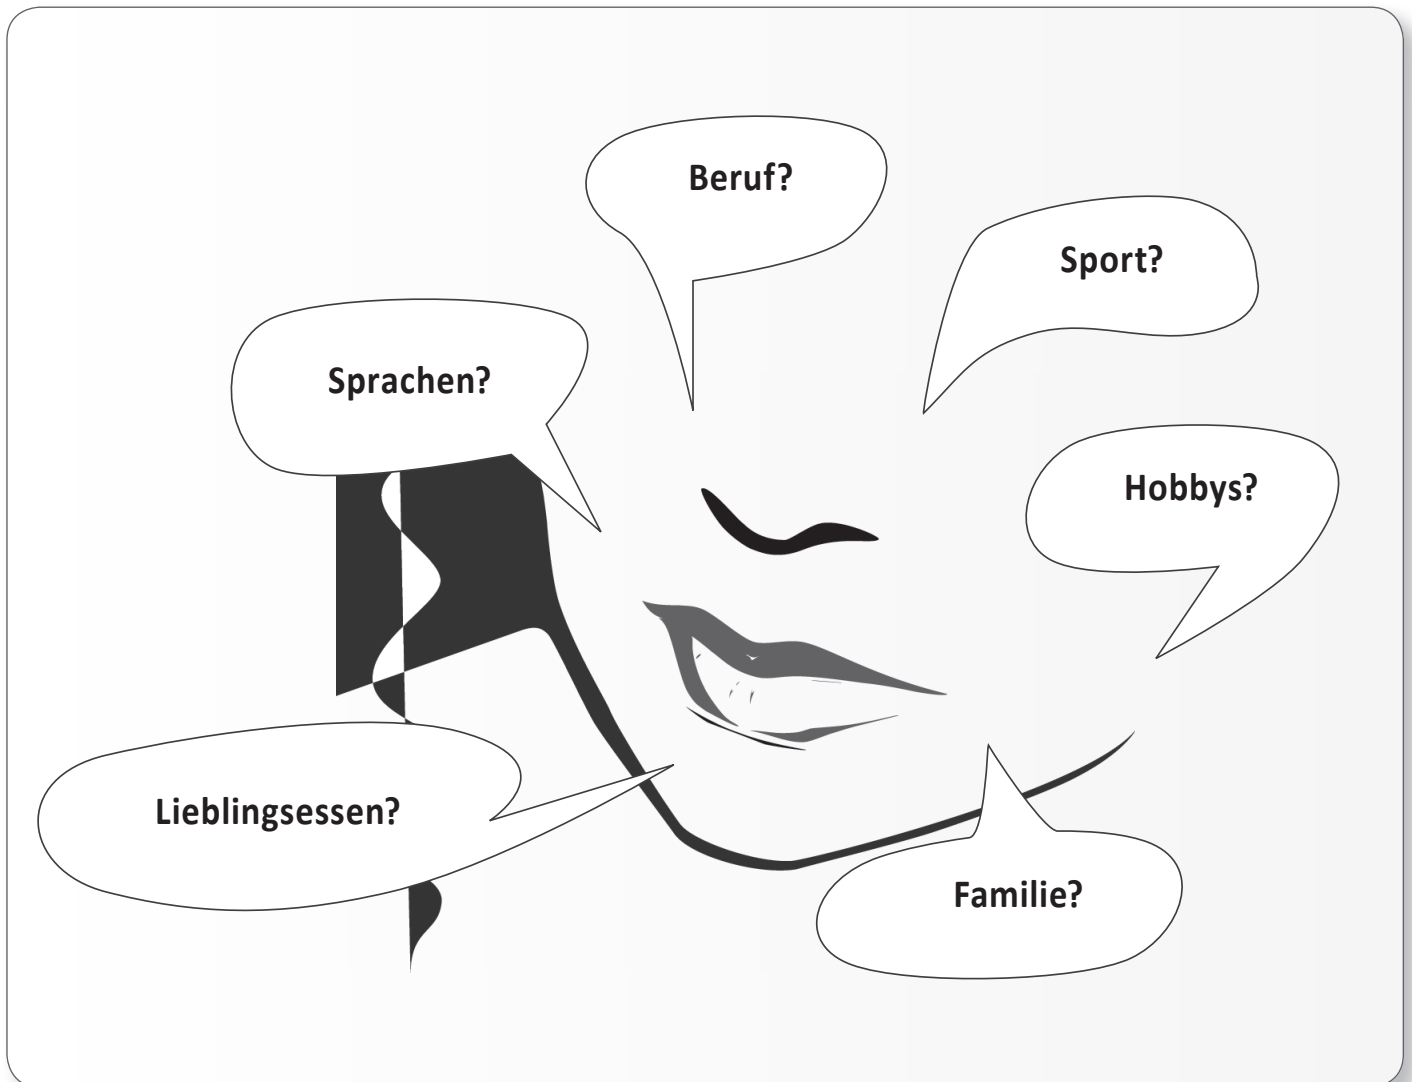 Beruf?
Sport?
Sprachen?
Hobbys?
Lieblingsessen?
Familie?